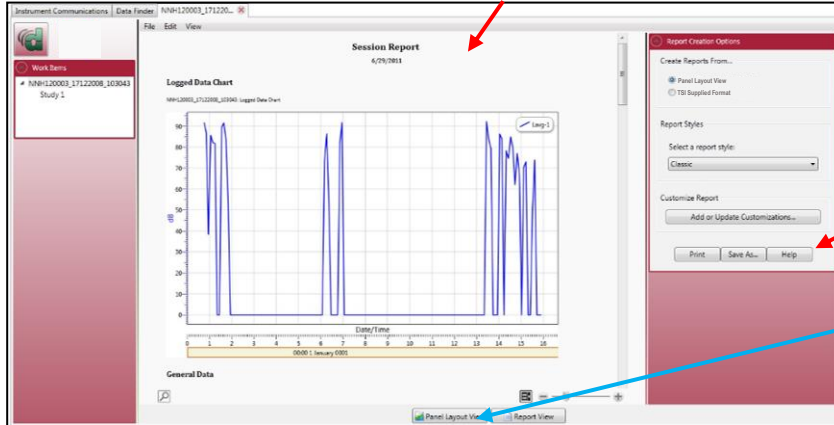 Instrument Communications Data Finder NNH120003_171220...
File Edit View
Work Items
NNH120003_17122008_103043
Study 1
Session Report
6/29/2011
Logged Data Chart
NNH120003_17122008_103043: Logged Data Chart
Lavg-1
90
80
70
60
50
40
30
20
10
0
dB
Date/Time
0 1 2 3 4 5 6 7 8 9 10 11 12 13 14 15 16
00:00 1 January 0001
General Data
Panel Layout View Report View
Report Creation Options
Create Reports From...
Panel Layout View
TSI Supplied Format
Report Styles
Select a report style:
Classic
Customize Report
Add or Update Customizations...
Print Save As... Help